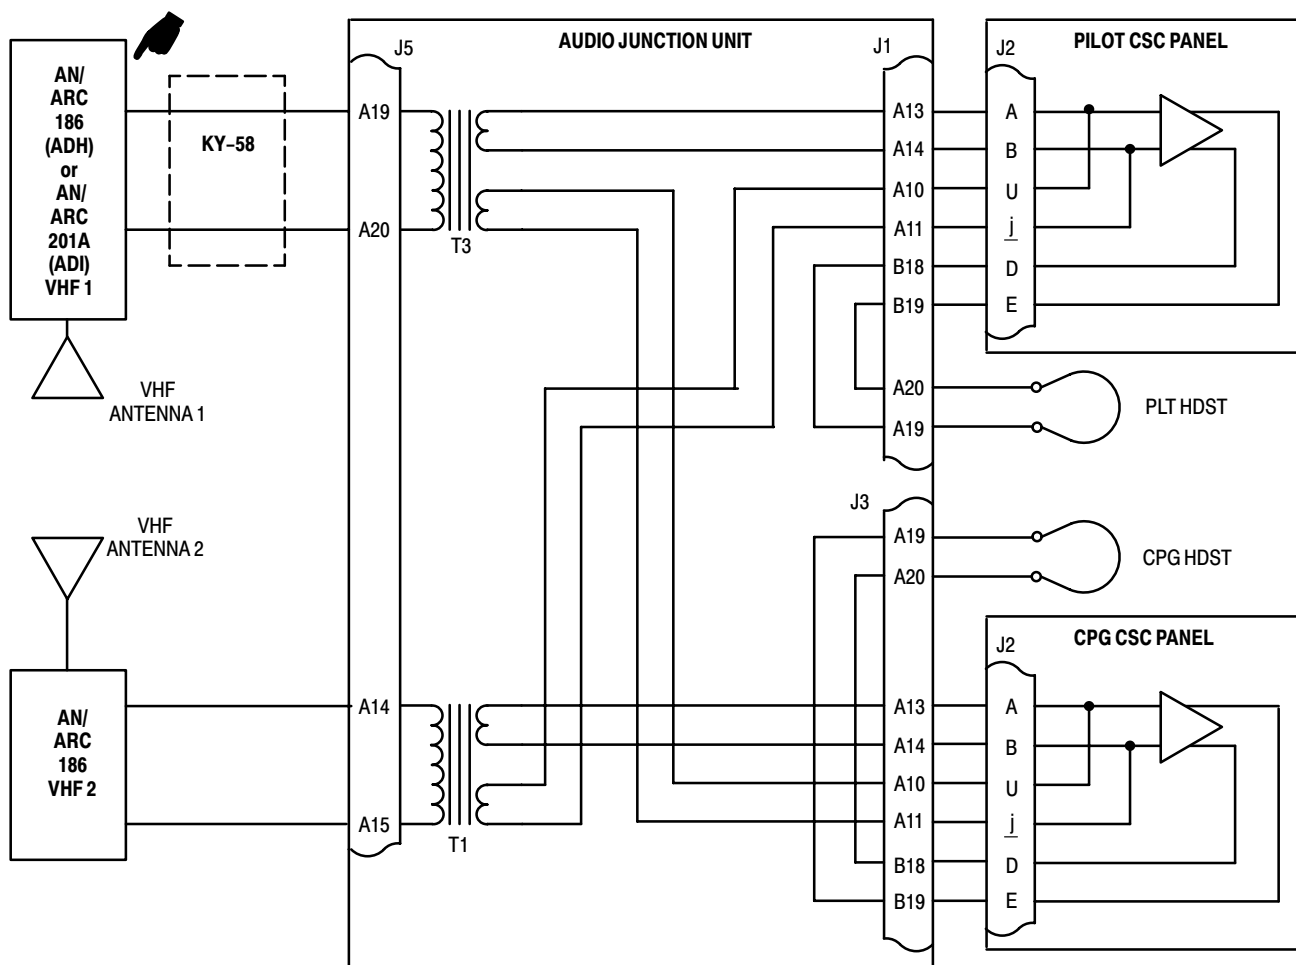 AUDIO JUNCTION UNIT
PILOT CSC PANEL
J5
J1
J2
AN/
ARC
186
(ADH)
or
AN/
ARC
201A
(ADI)
VHF 1
KY-58
A19
A20
T3
A13
A14
A10
A11
B18
B19
A20
A19
A
B
U
j
D
E
VHF
ANTENNA 1
PLT HDST
VHF
ANTENNA 2
J3
A19
A20
CPG HDST
CPG CSC PANEL
J2
AN/
ARC
186
VHF 2
A14
A15
T1
A13
A14
A10
A11
B18
B19
A
B
U
j
D
E